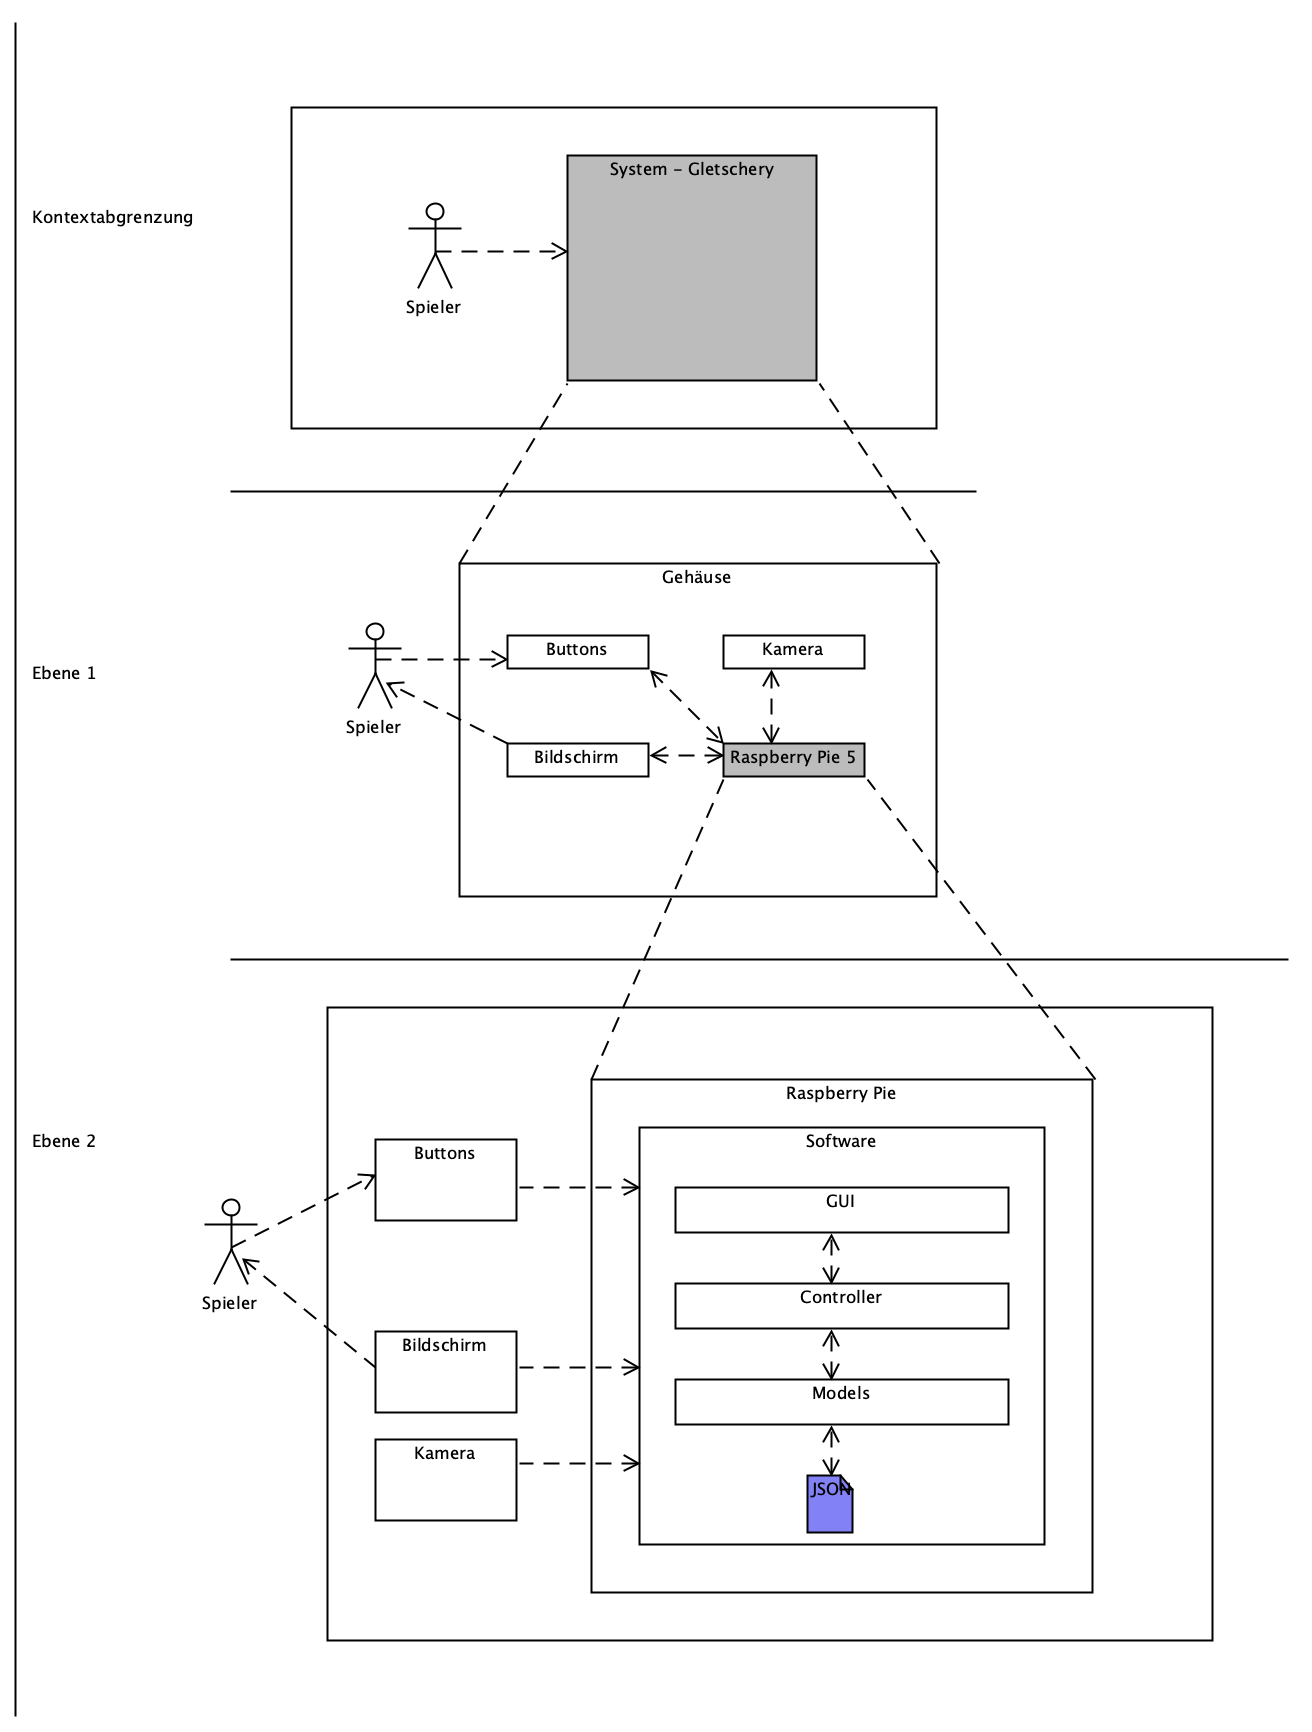 System – Gletschery
Kontextabgrenzung
Spieler
Gehäuse
Buttons
Kamera
Ebene 1
Spieler
Bildschirm
Raspberry Pie 5
Raspberry Pie
Ebene 2
Software
Buttons
GUI
Spieler
Controller
Bildschirm
Models
Kamera
JSON